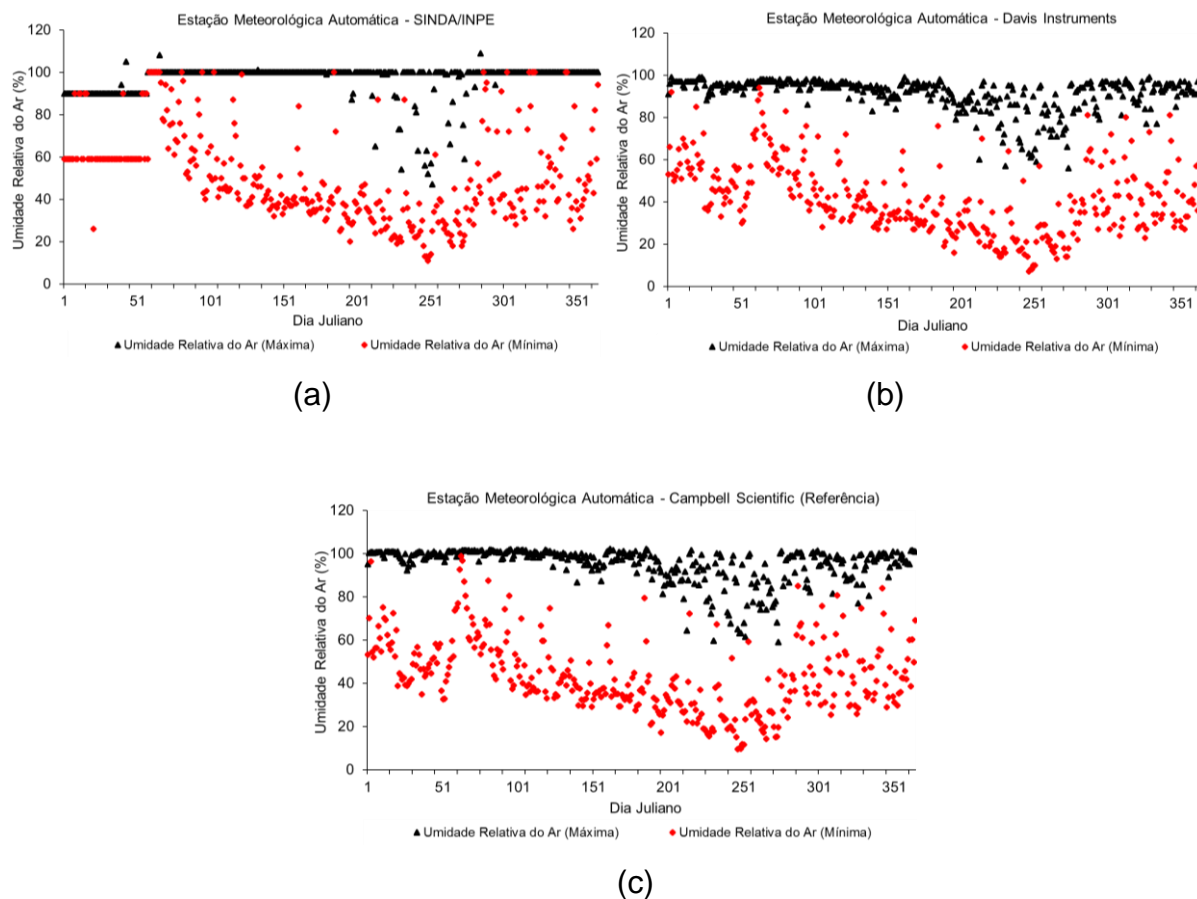 Estação Meteorológica Automática - SINDA/INPE
Umidade Relativa do Ar (%)
120
100
80
60
40
20
0
1 51 101 151 201 251 301 351
Dia Juliano
Umidade Relativa do Ar (Máxima) Umidade Relativa do Ar (Mínima)
(a)
Estação Meteorológica Automática - Davis Instruments
Umidade Relativa do Ar (%)
120
100
80
60
40
20
0
1 51 101 151 201 251 301 351
Dia Juliano
Umidade Relativa do Ar (Máxima) Umidade Relativa do Ar (Mínima)
(b)
Estação Meteorológica Automática - Campbell Scientific (Referência)
Umidade Relativa do Ar (%)
120
100
80
60
40
20
0
1 51 101 151 201 251 301 351
Dia Juliano
Umidade Relativa do Ar (Máxima) Umidade Relativa do Ar (Mínima)
(c)